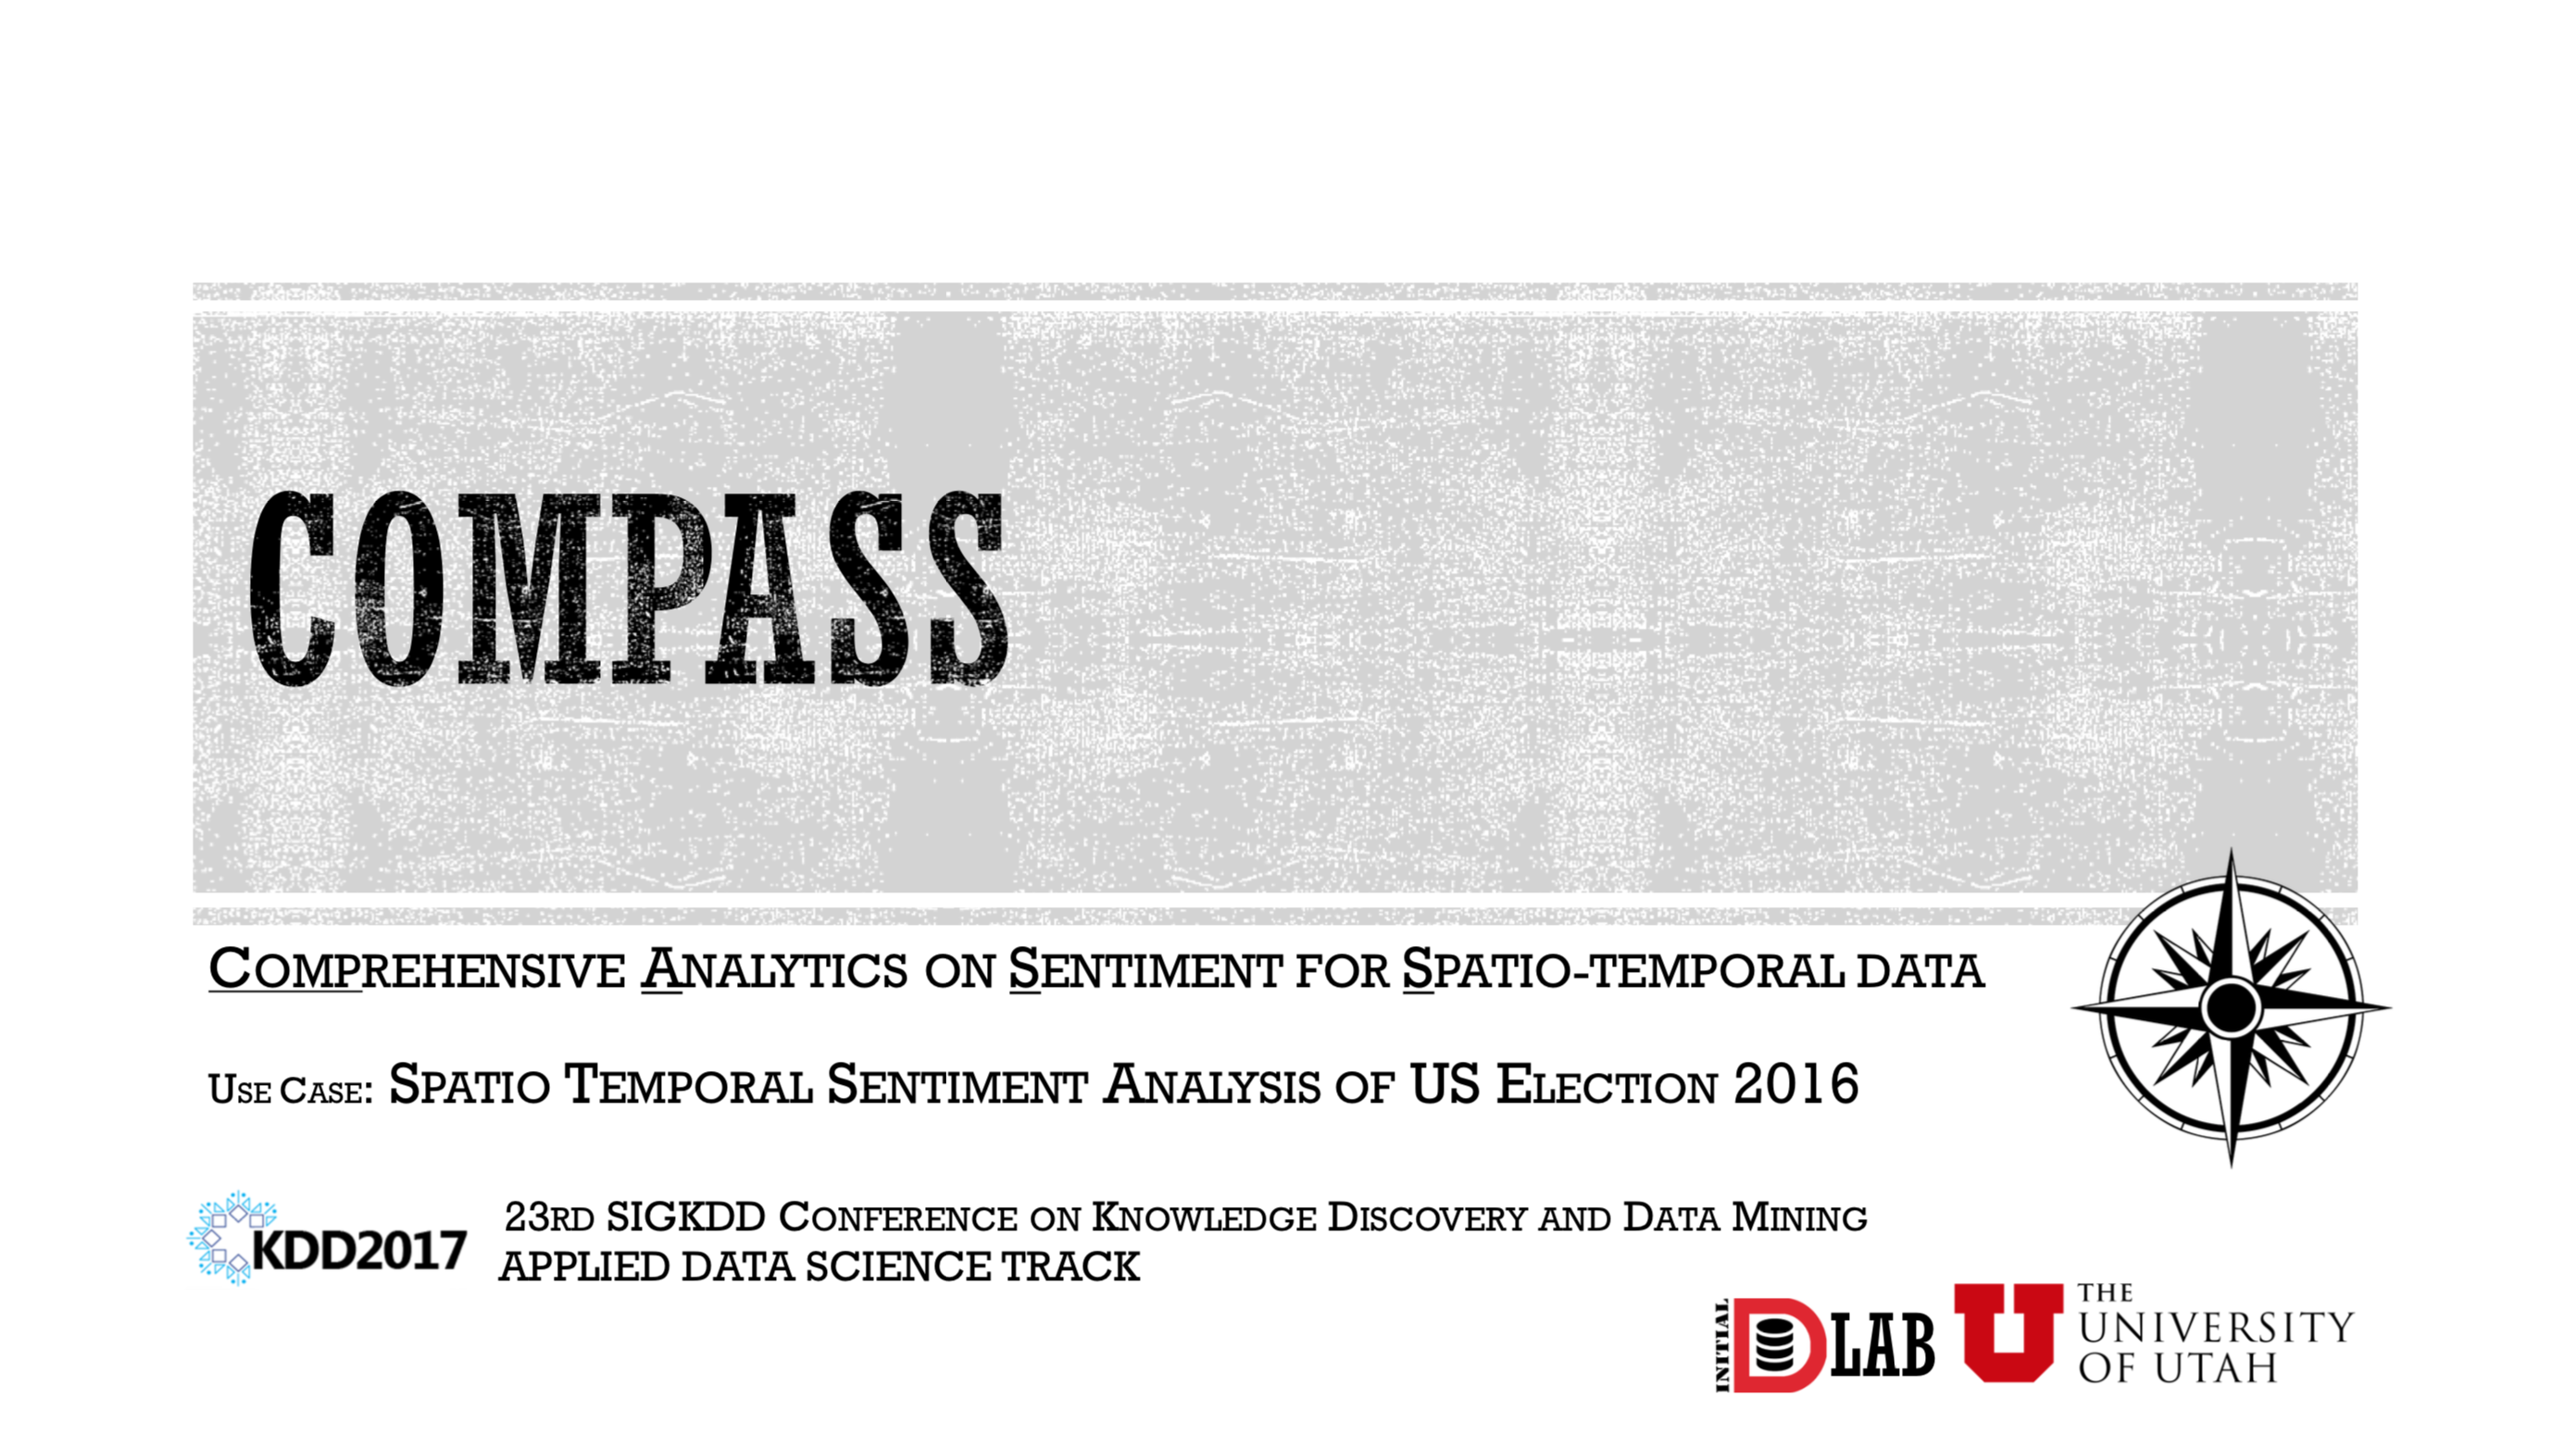 COMPASS
COMPREHENSIVE ANALYTICS ON SENTIMENT FOR SPATIO-TEMPORAL DATA
USE CASE: SPATIO TEMPORAL SENTIMENT ANALYSIS OF US ELECTION 2016
KDD2017
23RD SIGKDD CONFERENCE ON KNOWLEDGE DISCOVERY AND DATA MINING
APPLIED DATA SCIENCE TRACK
INITIAL D LAB
U
THE
UNIVERSITY
OF UTAH